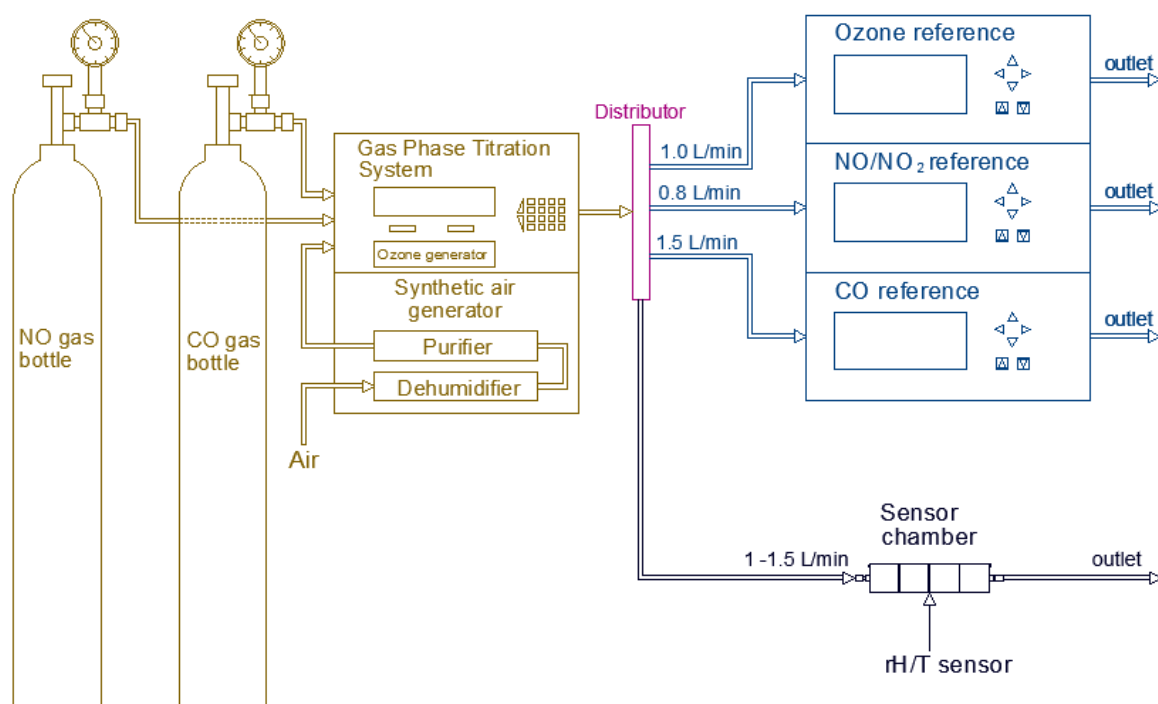 NO gas
bottle
CO gas
bottle
Gas Phase Titration
System
Ozone generator
Synthetic air
generator
Purifier
Dehumidifier
Air
Distributor
1.0 L/min
0.8 L/min
1.5 L/min
Ozone reference
outlet
NO/NO₂ reference
outlet
CO reference
outlet
Sensor
chamber
1 -1.5 L/min
outlet
rH/T sensor